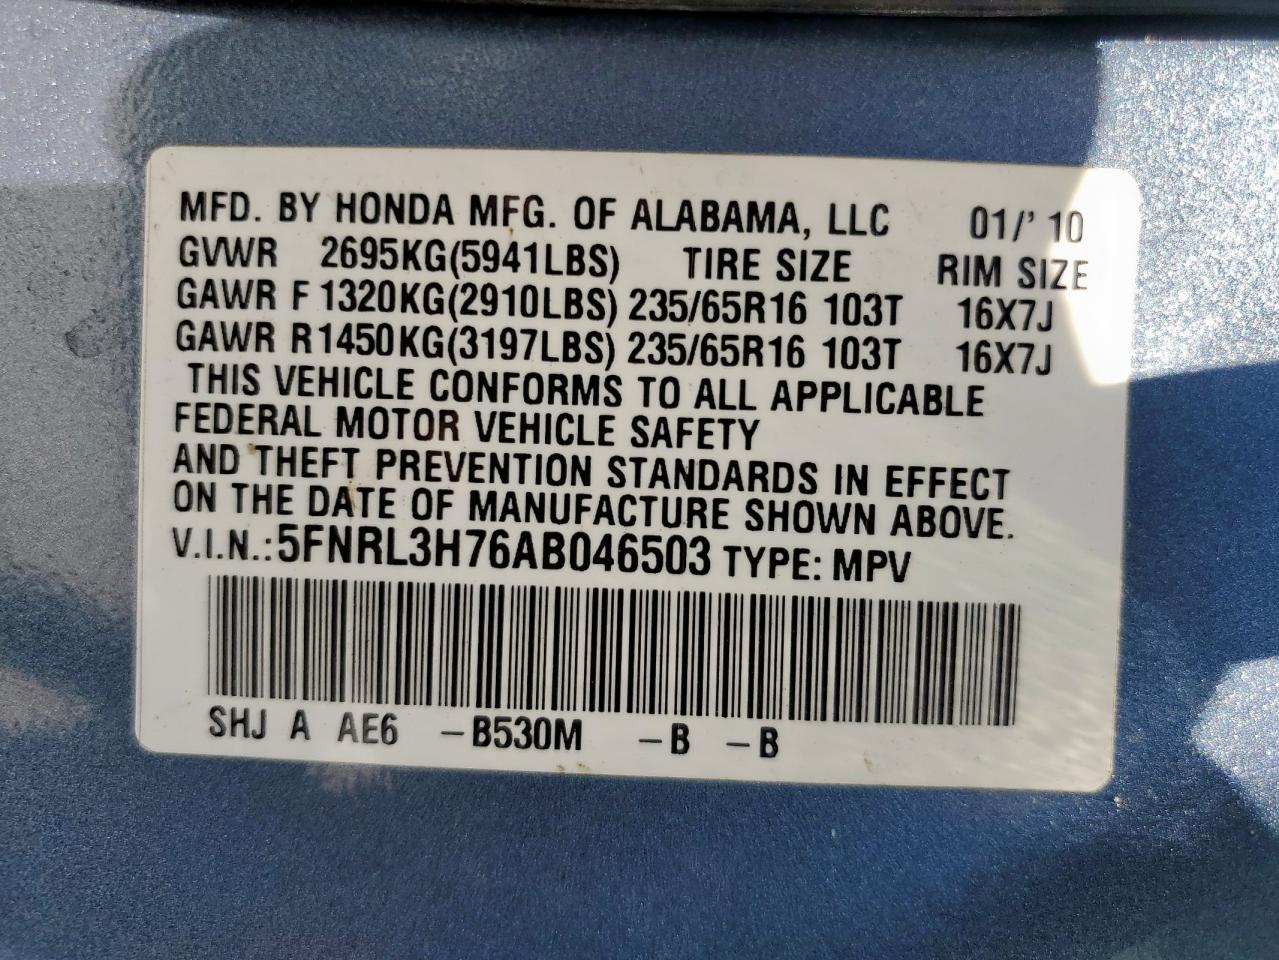 MFD. BY HONDA MFG. OF ALABAMA, LLC 01/' 10
GVWR 2695KG(5941LBS) TIRE SIZE RIM SIZE
GAWR F 1320KG(2910LBS) 235/65R16 103T 16X7J
GAWR R1450KG(3197LBS) 235/65R16 103T 16X7J
THIS VEHICLE CONFORMS TO ALL APPLICABLE
FEDERAL MOTOR VEHICLE SAFETY
AND THEFT PREVENTION STANDARDS IN EFFECT
ON THE DATE OF MANUFACTURE SHOWN ABOVE.
V.I.N.:5FNRL3H76AB046503 TYPE: MPV
SHJ A AE6 -B530M -B -B